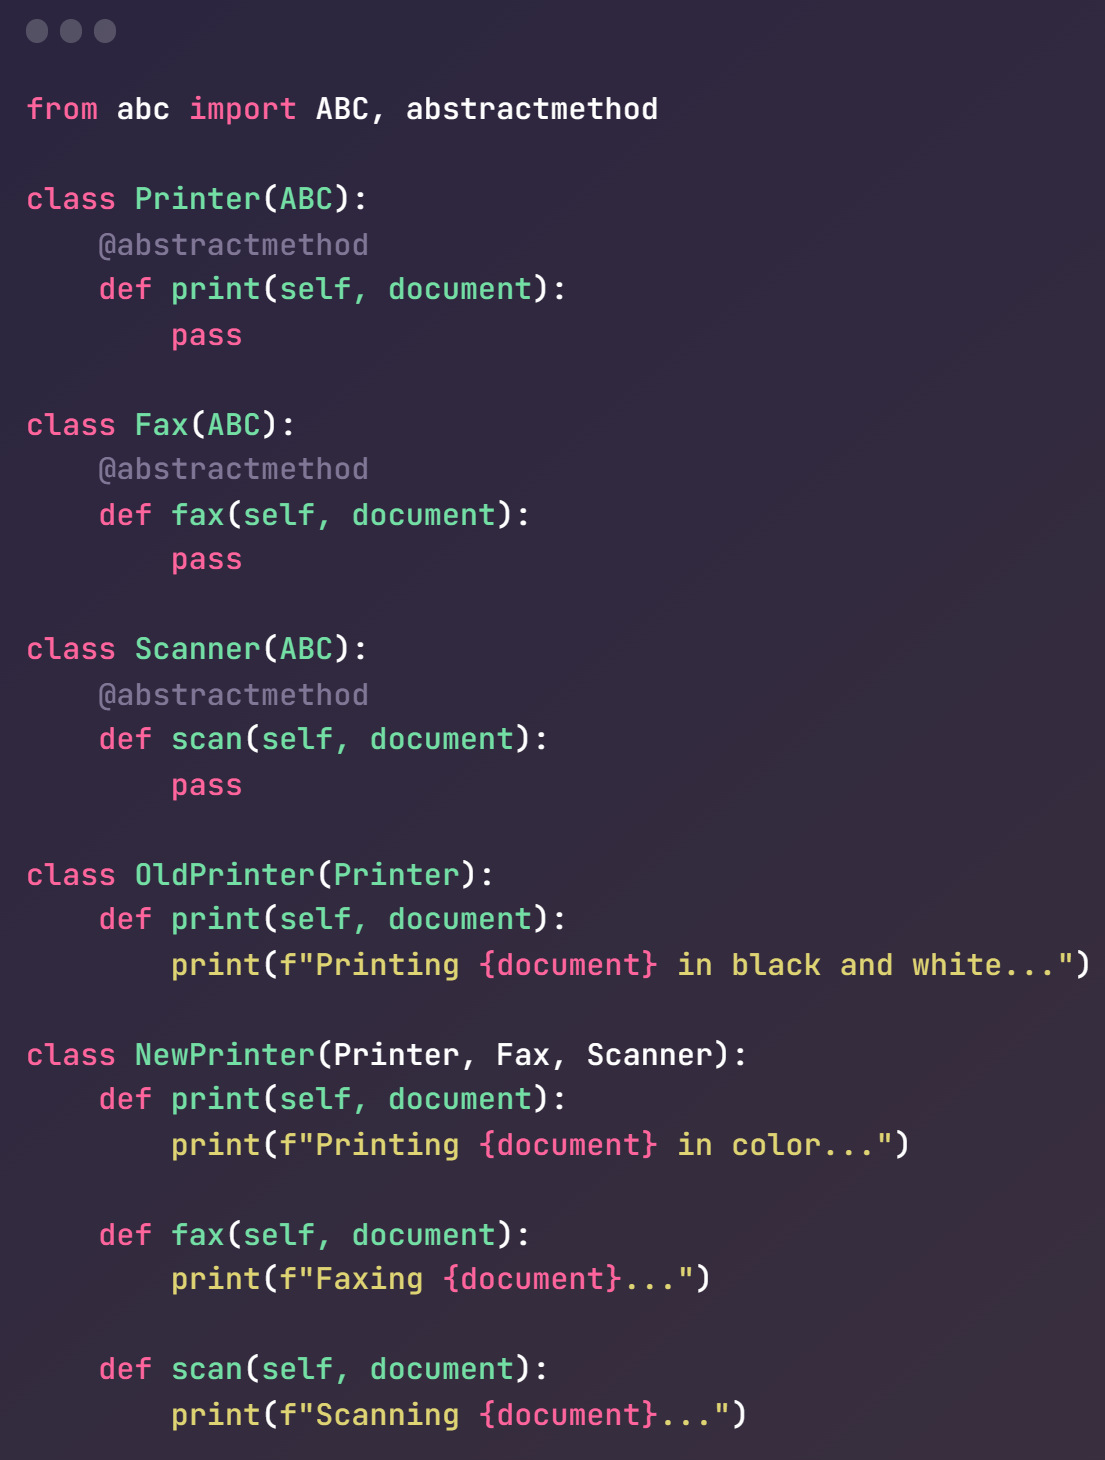 from abc import ABC, abstractmethod

class Printer(ABC):
    @abstractmethod
    def print(self, document):
        pass

class Fax(ABC):
    @abstractmethod
    def fax(self, document):
        pass

class Scanner(ABC):
    @abstractmethod
    def scan(self, document):
        pass

class OldPrinter(Printer):
    def print(self, document):
        print(f"Printing {document} in black and white...")

class NewPrinter(Printer, Fax, Scanner):
    def print(self, document):
        print(f"Printing {document} in color...")

    def fax(self, document):
        print(f"Faxing {document}...")

    def scan(self, document):
        print(f"Scanning {document}...")